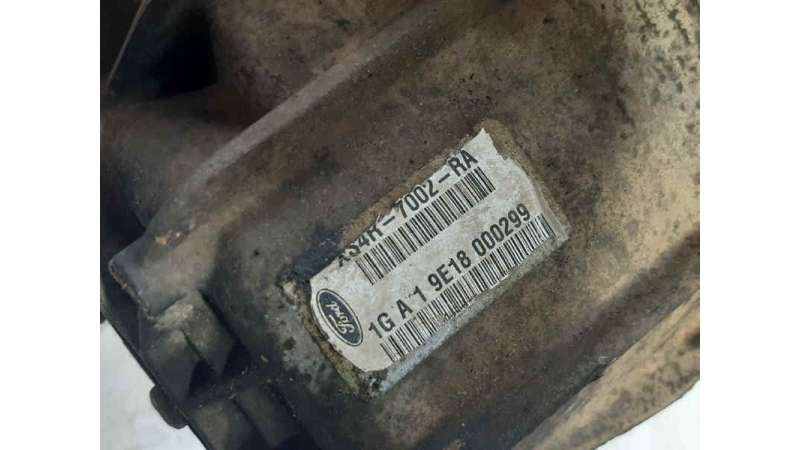 XS4R-7002-RA
Ford
1G A 1 9E18 000299